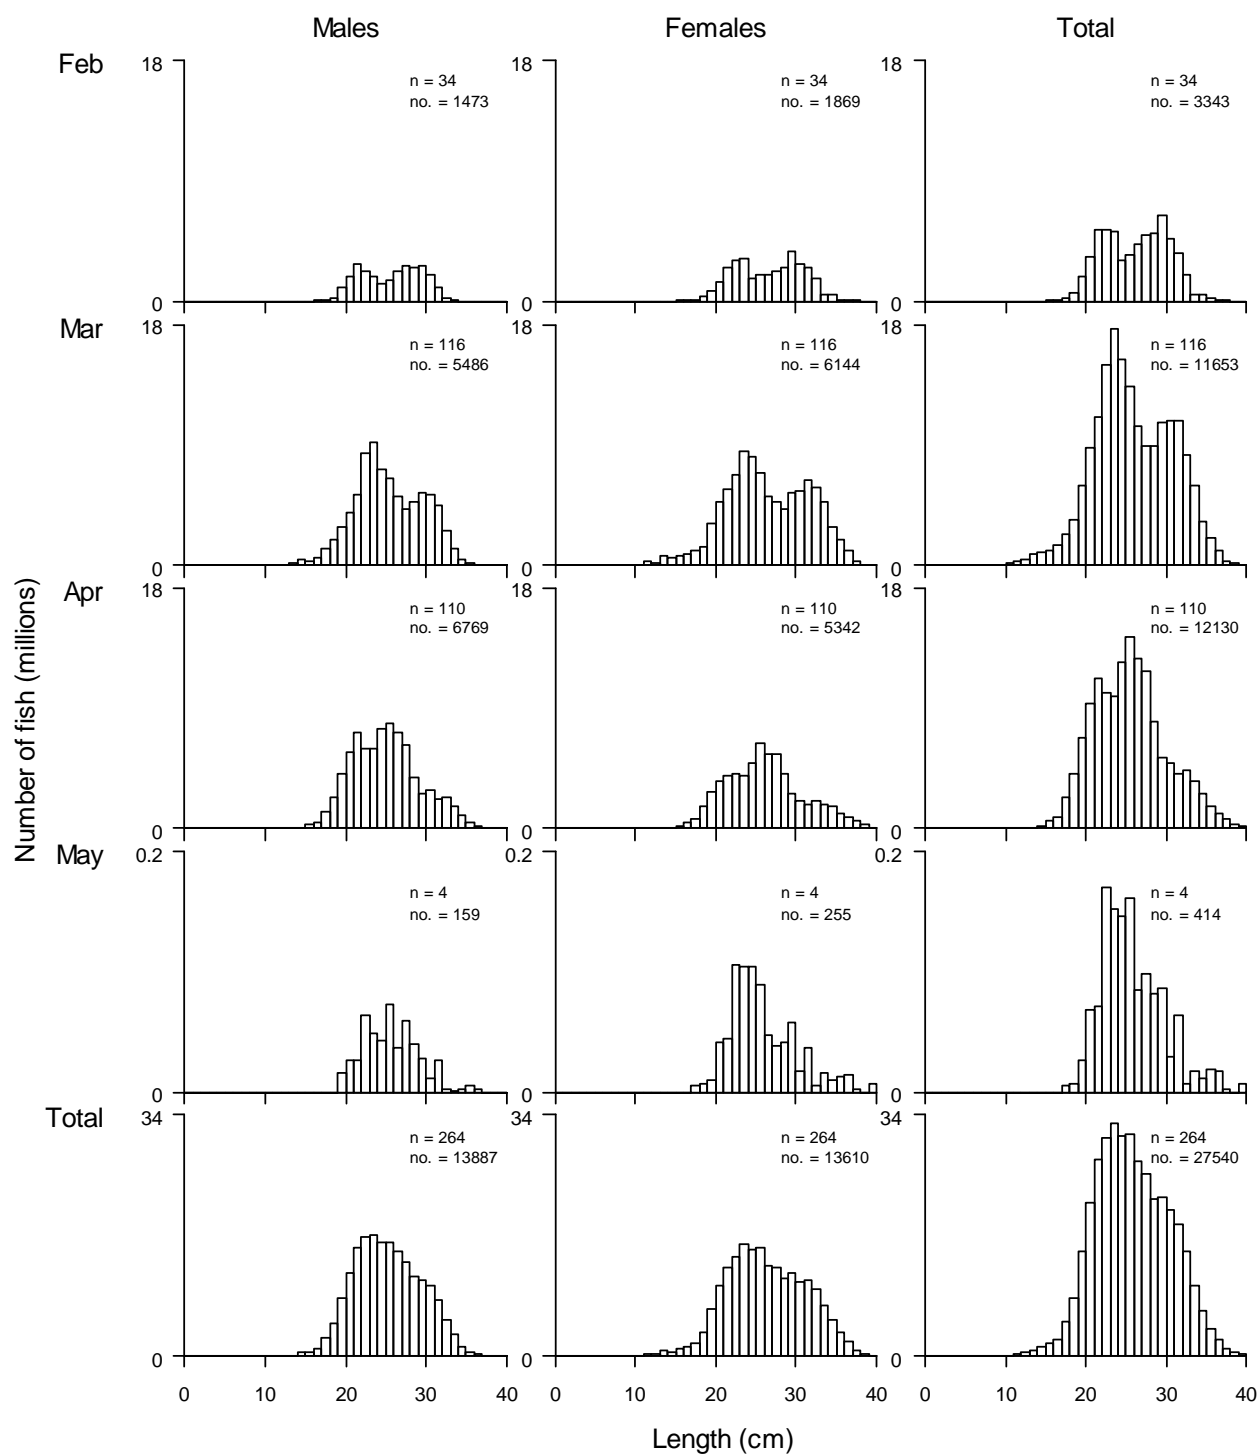 Males Females Total
Feb 18 18 18
n = 34 n = 34 n = 34
no. = 1473 no. = 1869 no. = 3343
0 0 0
Mar 18 18 18
n = 116 n = 116 n = 116
no. = 5486 no. = 6144 no. = 11653
0 0 0
Apr 18 18 18
n = 110 n = 110 n = 110
no. = 6769 no. = 5342 no. = 12130
0 0 0
May 0.2 0.2 0.2
n = 4 n = 4 n = 4
no. = 159 no. = 255 no. = 414
0 0 0
Total 34 34 34
n = 264 n = 264 n = 264
no. = 13887 no. = 13610 no. = 27540
0 0 0
0 10 20 30 40 0 10 20 30 40 0 10 20 30 40
Length (cm)
Number of fish (millions)